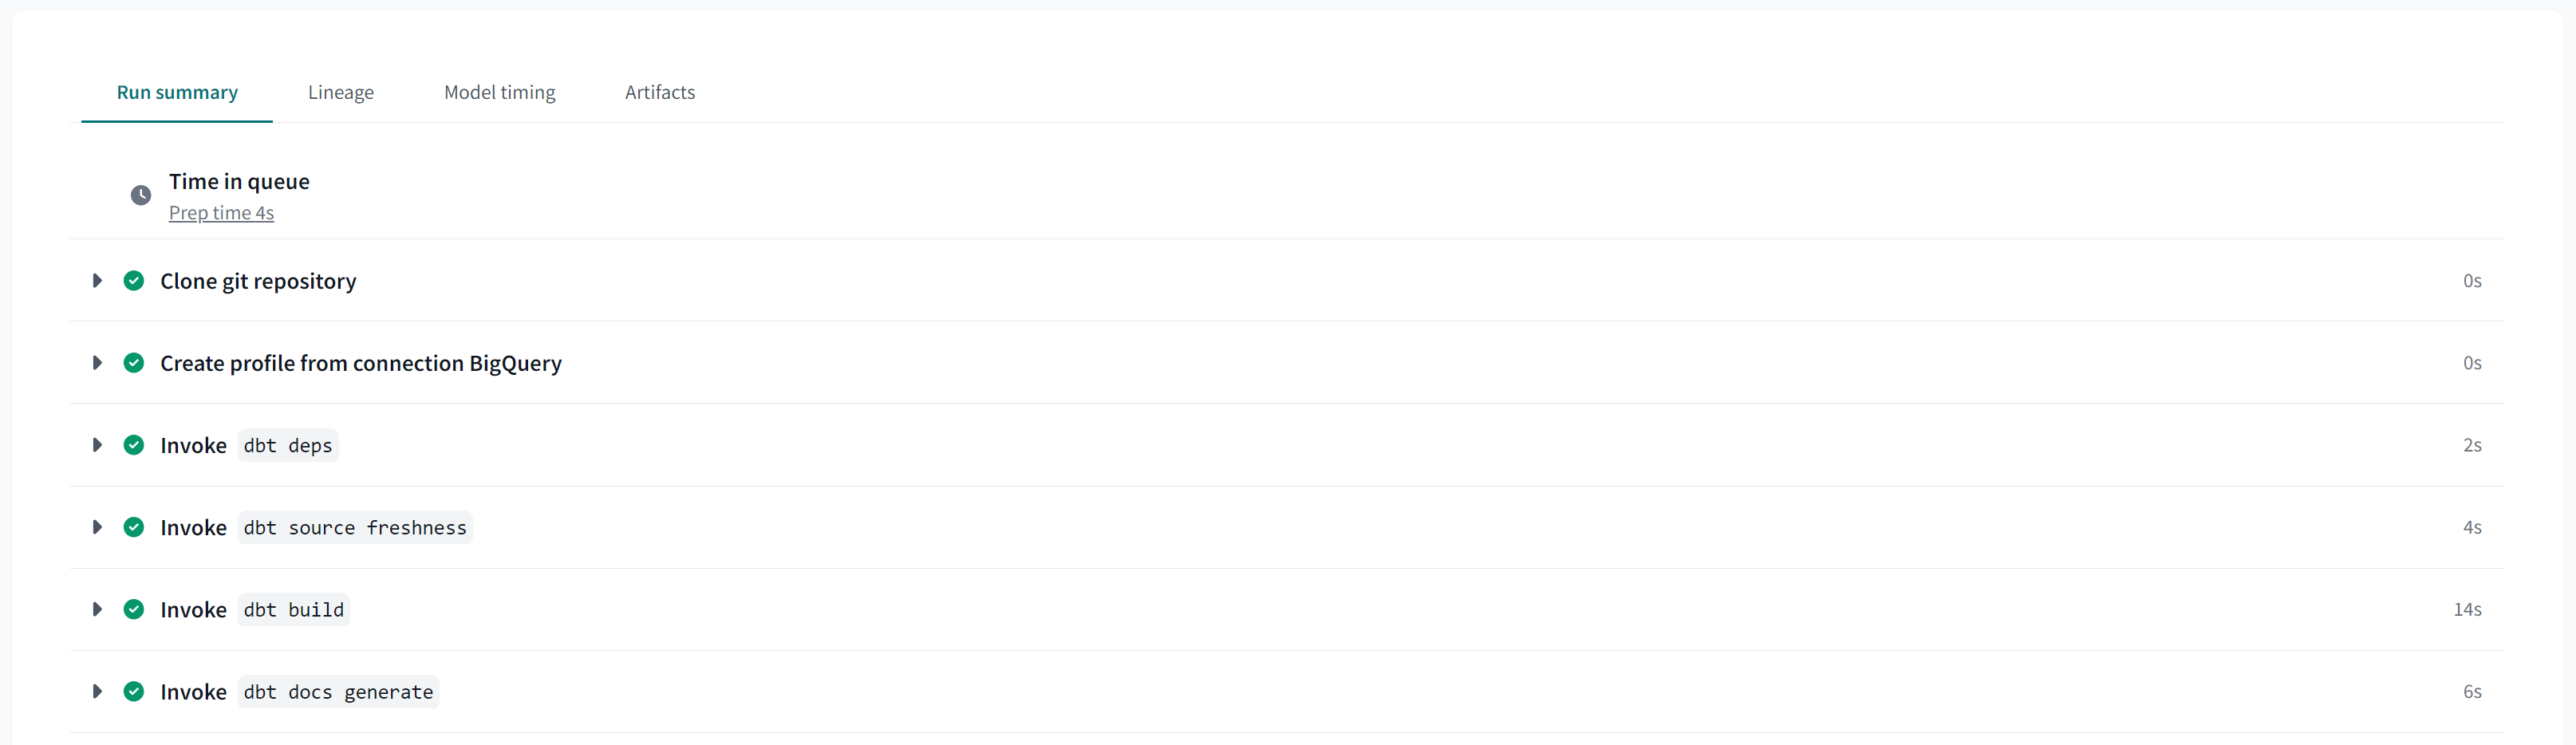 Run summary Lineage Model timing Artifacts
Time in queue
Prep time 4s
Clone git repository 0s
Create profile from connection BigQuery 0s
Invoke dbt deps 2s
Invoke dbt source freshness 4s
Invoke dbt build 14s
Invoke dbt docs generate 6s